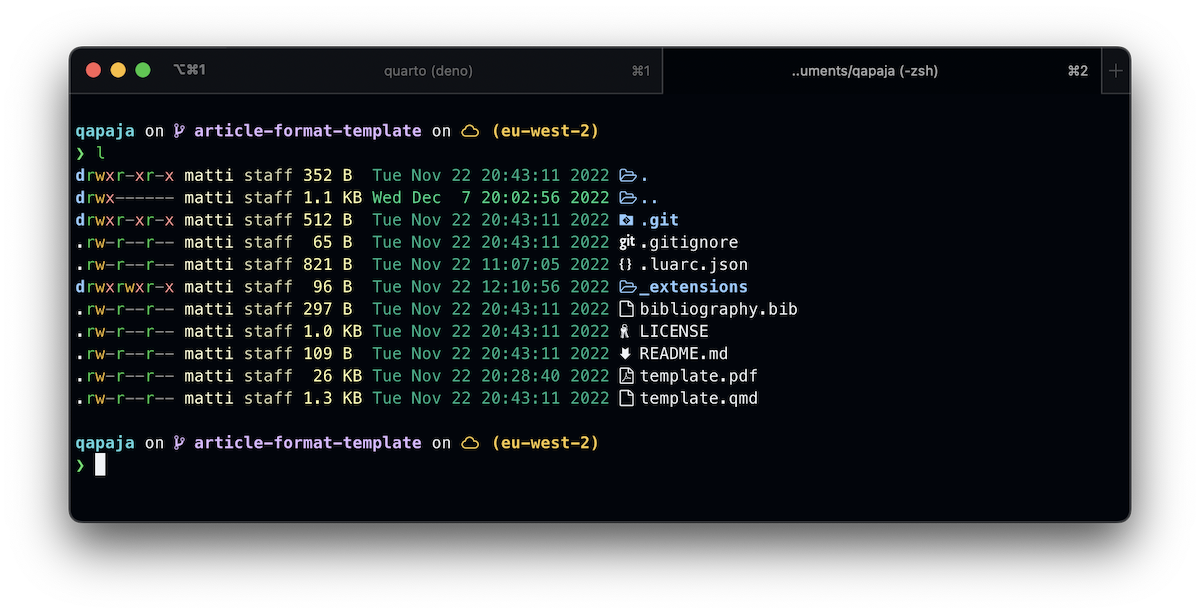 ⌥⌘1 quarto (deno) ⌘1 ..uments/qapaja (-zsh) ⌘2 +
qapaja on article-format-template on (eu-west-2)
❯ l
drwxr-xr-x matti staff 352 B  Tue Nov 22 20:43:11 2022 .
drwx------ matti staff 1.1 KB Wed Dec  7 20:02:56 2022 ..
drwxr-xr-x matti staff 512 B  Tue Nov 22 20:43:11 2022 .git
.rw-r--r-- matti staff  65 B  Tue Nov 22 20:43:11 2022 git .gitignore
.rw-r--r-- matti staff 821 B  Tue Nov 22 11:07:05 2022 {} .luarc.json
drwxrwxr-x matti staff  96 B  Tue Nov 22 12:10:56 2022 _extensions
.rw-r--r-- matti staff 297 B  Tue Nov 22 20:43:11 2022 bibliography.bib
.rw-r--r-- matti staff 1.0 KB Tue Nov 22 20:43:11 2022 LICENSE
.rw-r--r-- matti staff 109 B  Tue Nov 22 20:43:11 2022 README.md
.rw-r--r-- matti staff  26 KB Tue Nov 22 20:28:40 2022 template.pdf
.rw-r--r-- matti staff 1.3 KB Tue Nov 22 20:43:11 2022 template.qmd
qapaja on article-format-template on (eu-west-2)
❯